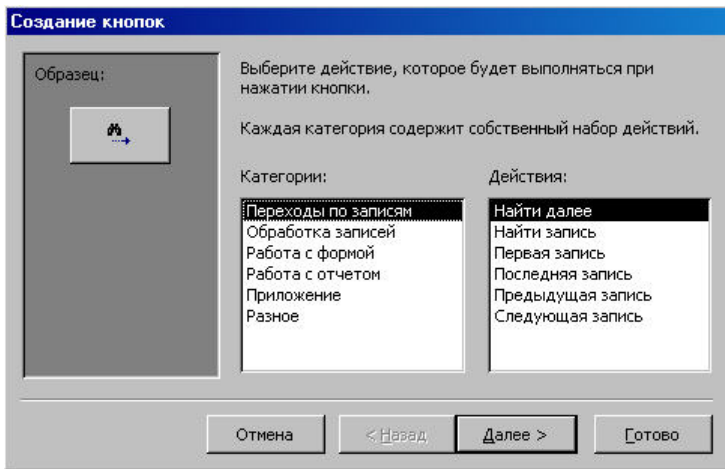 Создание кнопок
Образец:
Выберите действие, которое будет выполняться при
нажатии кнопки.
Каждая категория содержит собственный набор действий.
Категории:
Действия:
Переходы по записям
Обработка записей
Работа с формой
Работа с отчетом
Приложение
Разное
Найти далее
Найти запись
Первая запись
Последняя запись
Предыдущая запись
Следующая запись
Отмена
< Назад
Далее >
Готово